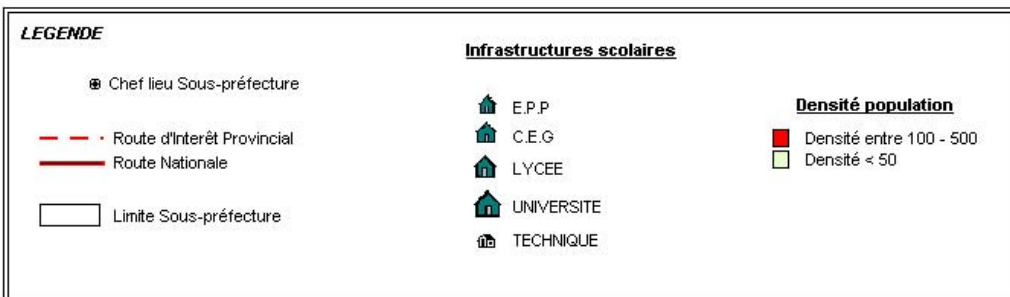 LEGENDE
Chef lieu Sous-préfecture
Route d'Interêt Provincial
Route Nationale
Limite Sous-préfecture
Infrastructures scolaires
E.P.P
C.E.G
LYCEE
UNIVERSITE
TECHNIQUE
Densité population
Densité entre 100 - 500
Densité < 50